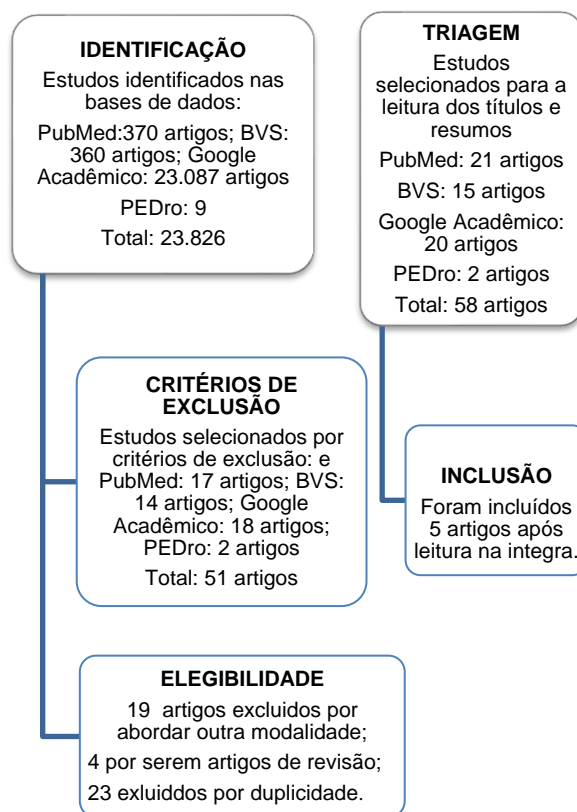 IDENTIFICAÇÃO
Estudos identificados nas
bases de dados:
PubMed:370 artigos; BVS:
360 artigos; Google
Acadêmico: 23.087 artigos
PEDro: 9
Total: 23.826
TRIAGEM
Estudos
selecionados para a
leitura dos títulos e
resumos
PubMed: 21 artigos
BVS: 15 artigos
Google Acadêmico:
20 artigos
PEDro: 2 artigos
Total: 58 artigos
CRITÉRIOS DE
EXCLUSÃO
Estudos selecionados por
critérios de exclusão: e
PubMed: 17 artigos; BVS:
14 artigos; Google
Acadêmico: 18 artigos;
PEDro: 2 artigos
Total: 51 artigos
INCLUSÃO
Foram incluídos
5 artigos após
leitura na integra.
ELEGIBILIDADE
19 artigos excluidos por
abordar outra modalidade;
4 por serem artigos de revisão;
23 exluiddos por duplicidade.